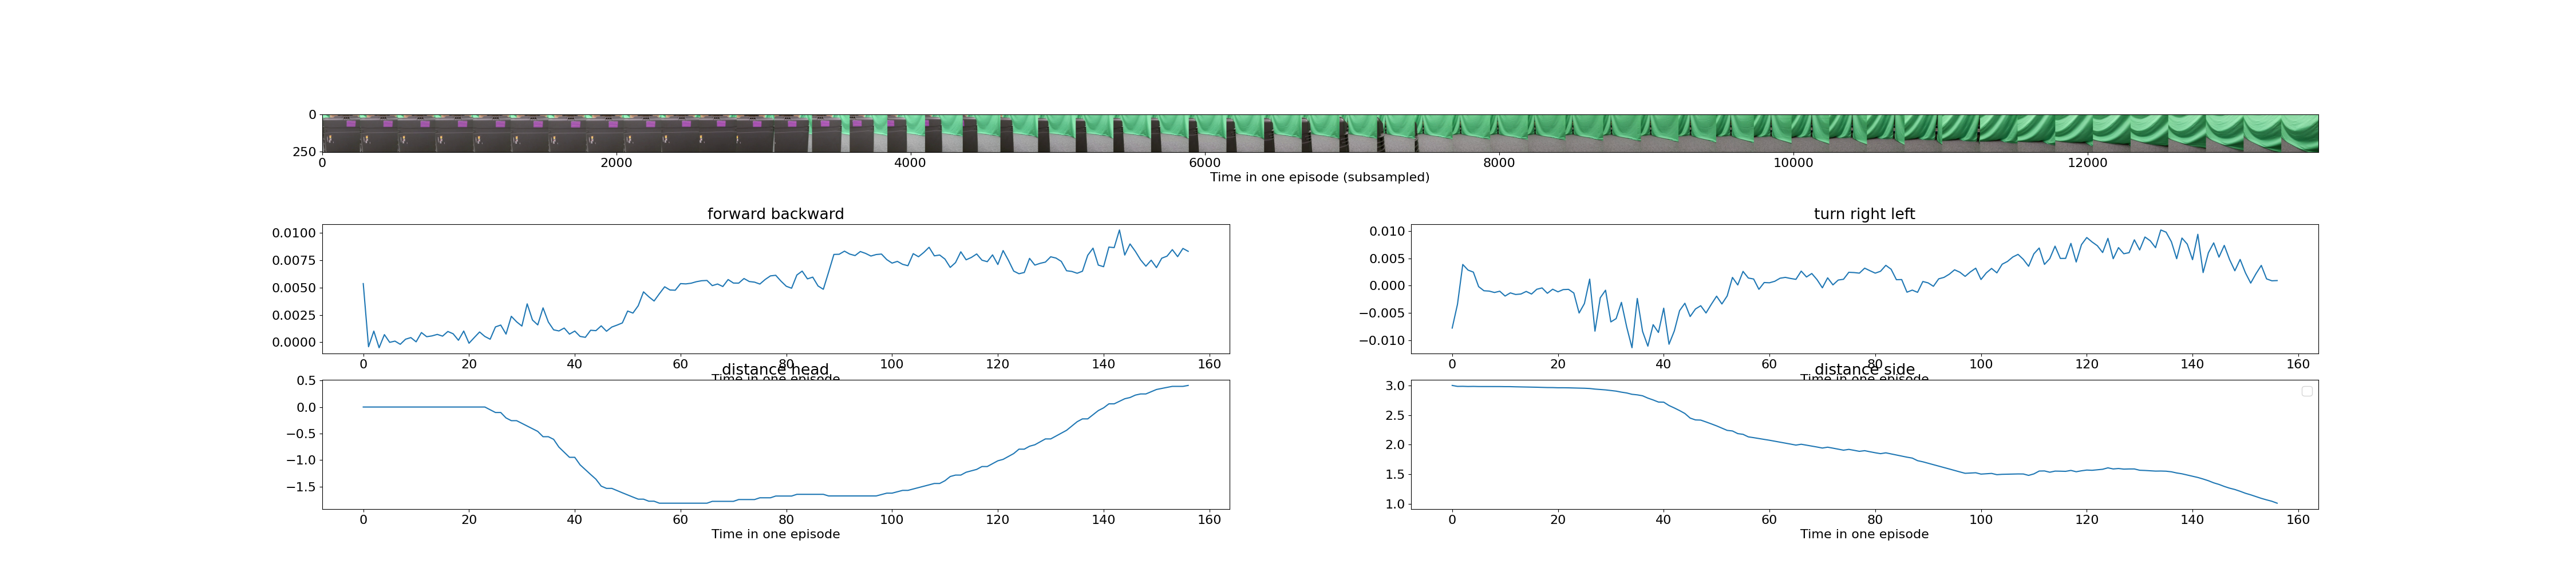 0
250
0 2000 4000 6000 8000 10000 12000
Time in one episode (subsampled)
forward backward
0.0100
0.0075
0.0050
0.0025
0.0000
0 20 40 60 80 100 120 140 160
Time in one episode
turn right left
0.010
0.005
0.000
−0.005
−0.010
0 20 40 60 80 100 120 140 160
Time in one episode
distance head
0.5
0.0
−0.5
−1.0
−1.5
0 20 40 60 80 100 120 140 160
Time in one episode
distance side
3.0
2.5
2.0
1.5
1.0
0 20 40 60 80 100 120 140 160
Time in one episode